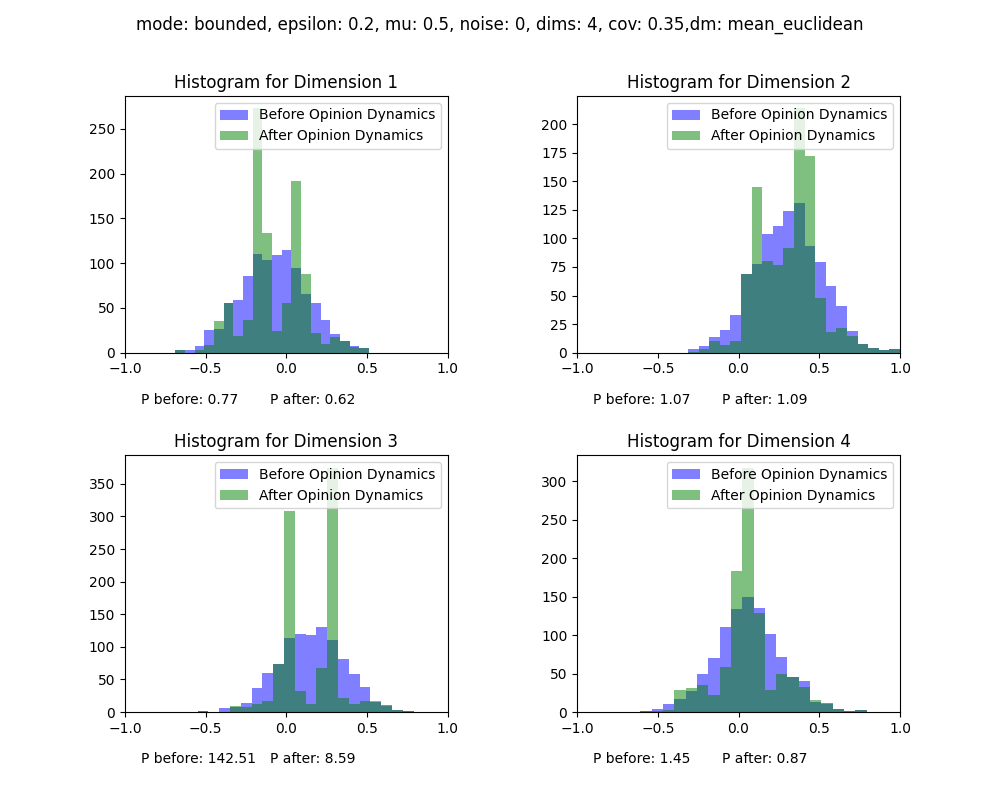 mode: bounded, epsilon: 0.2, mu: 0.5, noise: 0, dims: 4, cov: 0.35,dm: mean_euclidean
Histogram for Dimension 1
Before Opinion Dynamics
After Opinion Dynamics
250
200
150
100
50
0
−1.0 −0.5 0.0 0.5 1.0
P before: 0.77 P after: 0.62
Histogram for Dimension 2
Before Opinion Dynamics
After Opinion Dynamics
200
175
150
125
100
75
50
25
0
−1.0 −0.5 0.0 0.5 1.0
P before: 1.07 P after: 1.09
Histogram for Dimension 3
Before Opinion Dynamics
After Opinion Dynamics
350
300
250
200
150
100
50
0
−1.0 −0.5 0.0 0.5 1.0
P before: 142.51 P after: 8.59
Histogram for Dimension 4
Before Opinion Dynamics
After Opinion Dynamics
300
250
200
150
100
50
0
−1.0 −0.5 0.0 0.5 1.0
P before: 1.45 P after: 0.87